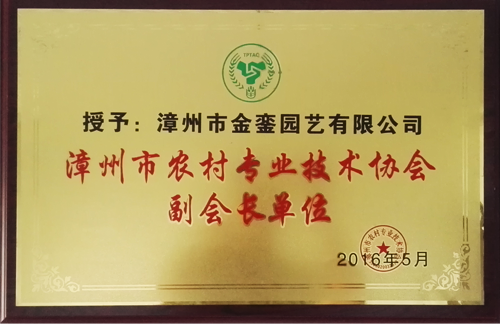 授予：漳州市金銮园艺有限公司
漳州市农村专业技术协会
副会长单位
2016年5月